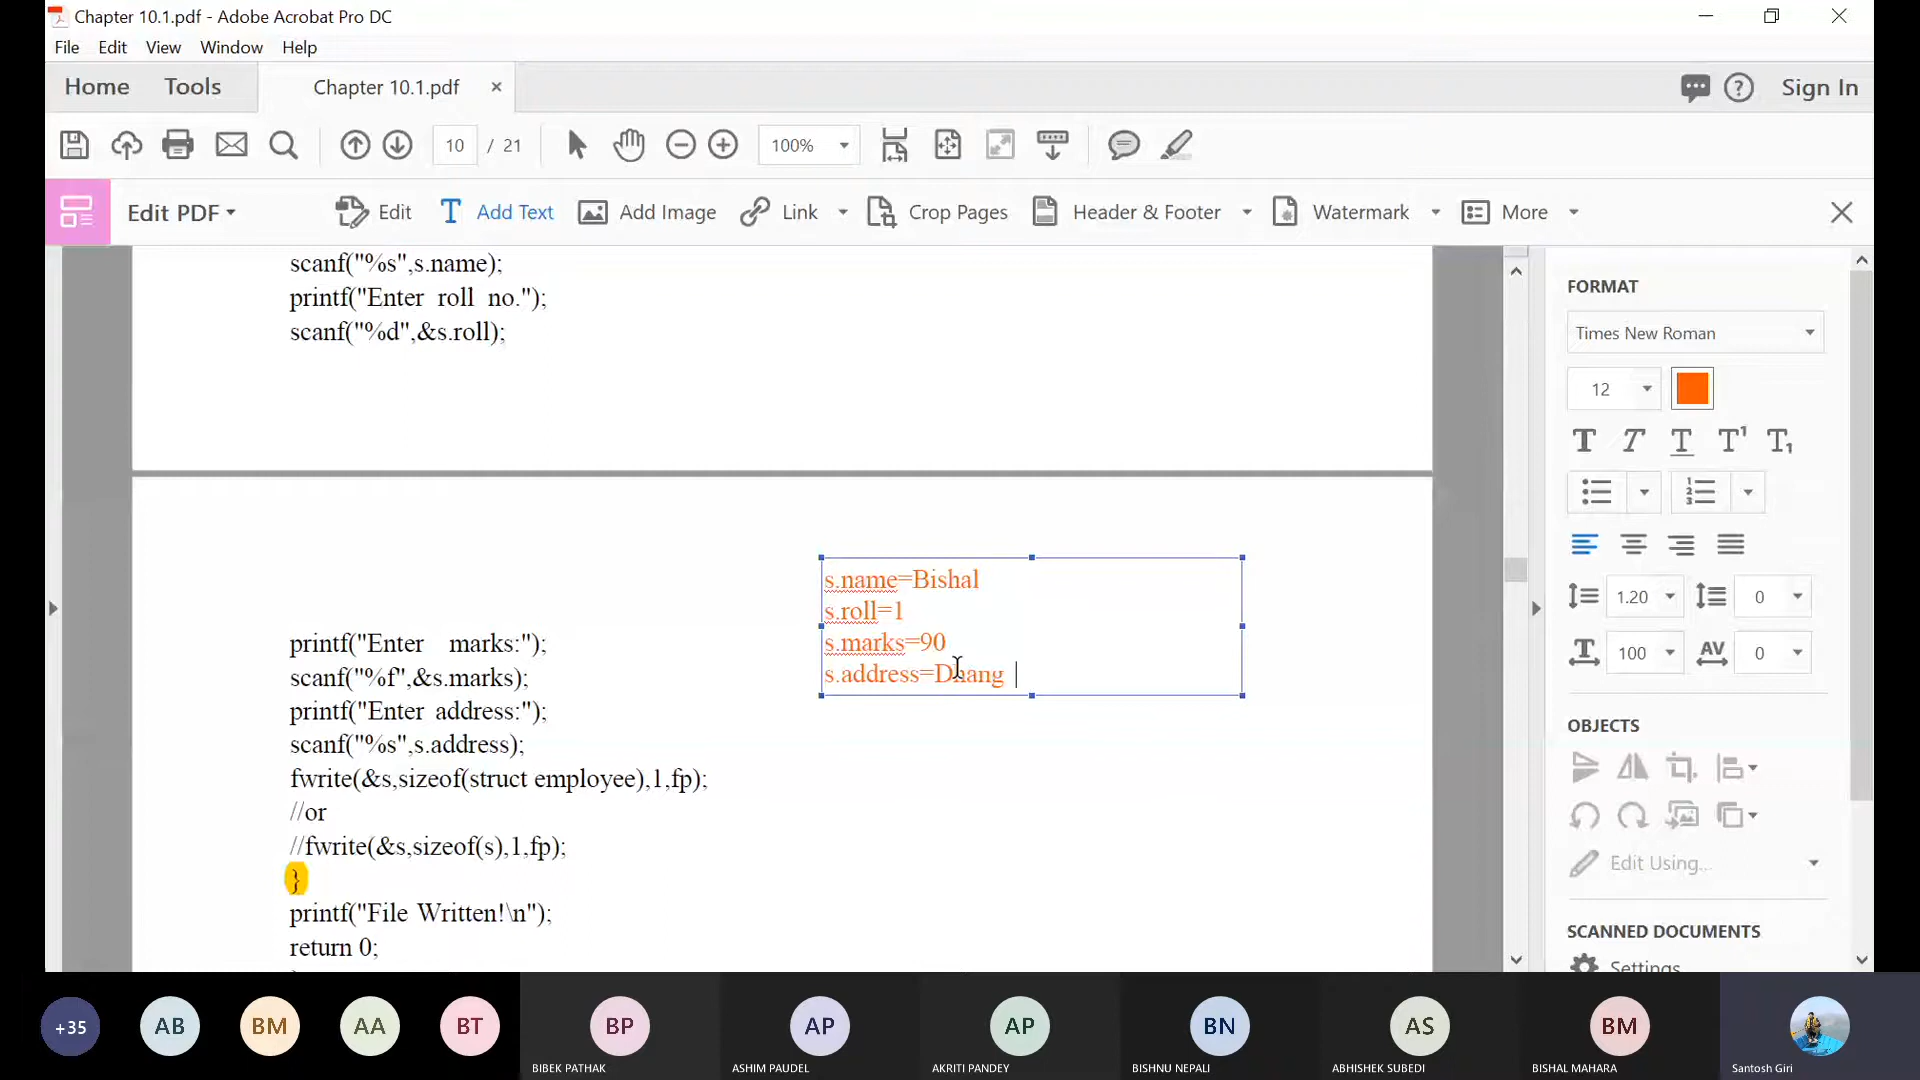 Chapter 10.1.pdf - Adobe Acrobat Pro DC
File Edit View Window Help
Home Tools Chapter 10.1.pdf × Sign In
10 / 21 100%
Edit PDF Edit Add Text Add Image Link Crop Pages Header & Footer Watermark More
scanf("%s",s.name);
printf("Enter roll no.");
scanf("%d",&s.roll);
s.name=Bishal
s.roll=1
s.marks=90
s.address=Dhang
printf("Enter marks:");
scanf("%f",&s.marks);
printf("Enter address:");
scanf("%s",s.address);
fwrite(&s,sizeof(struct employee),1,fp);
//or
//fwrite(&s,sizeof(s),1,fp);
}
printf("File Written!\n");
return 0;
FORMAT
Times New Roman
12
1.20 0
100 0
OBJECTS
Edit Using...
SCANNED DOCUMENTS
Settings
+35 AB BM AA BT BP AP AP BN AS BM
BIBEK PATHAK ASHIM PAUDEL AKRITI PANDEY BISHNU NEPALI ABHISHEK SUBEDI BISHAL MAHARA Santosh Giri